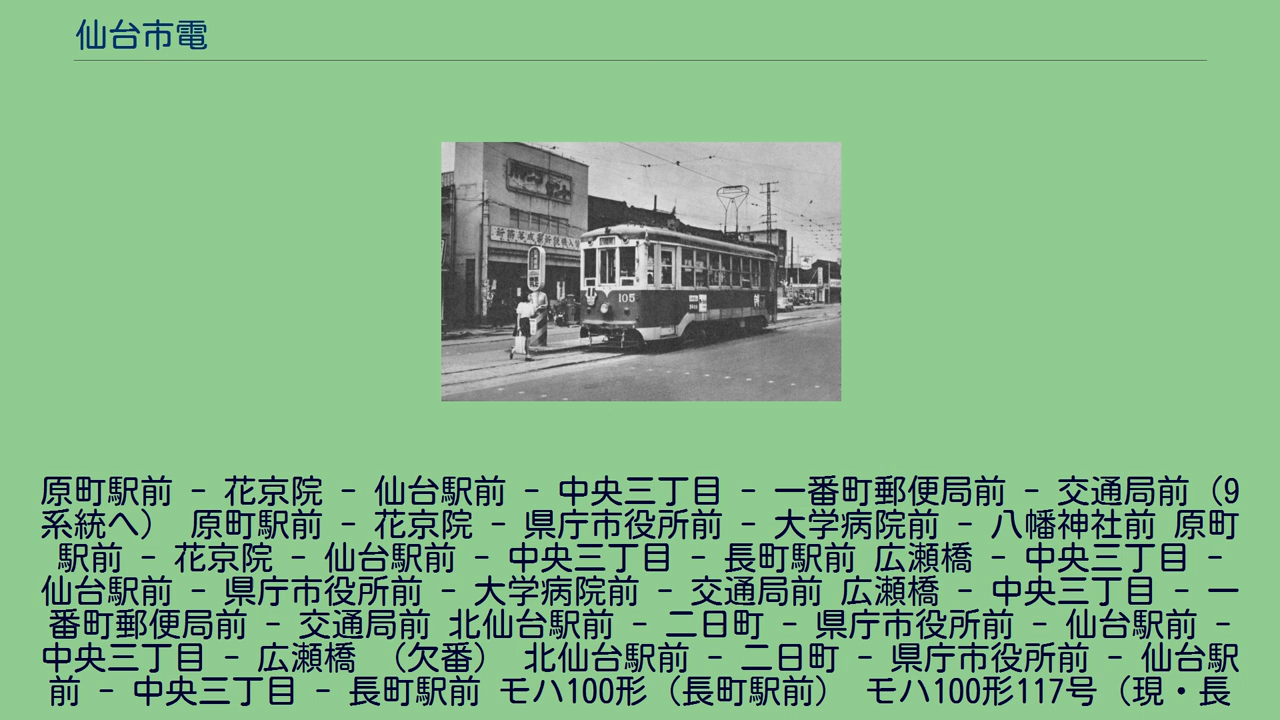 仙台市電
105
原町駅前 - 花京院 - 仙台駅前 - 中央三丁目 - 一番町郵便局前 - 交通局前（9
系統へ） 原町駅前 - 花京院 - 県庁市役所前 - 大学病院前 - 八幡神社前 原町
駅前 - 花京院 - 仙台駅前 - 中央三丁目 - 長町駅前 広瀬橋 - 中央三丁目 -
仙台駅前 - 県庁市役所前 - 大学病院前 - 交通局前 広瀬橋 - 中央三丁目 - 一
番町郵便局前 - 交通局前 北仙台駅前 - 二日町 - 県庁市役所前 - 仙台駅前 -
中央三丁目 - 広瀬橋 （欠番） 北仙台駅前 - 二日町 - 県庁市役所前 - 仙台駅
前 - 中央三丁目 - 長町駅前 モハ100形（長町駅前） モハ100形117号（現・長